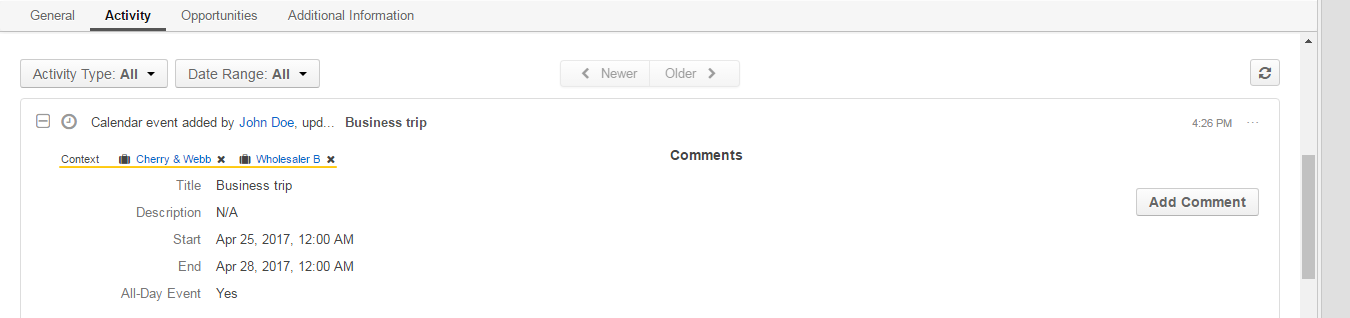 General Activity Opportunities Additional Information
Activity Type: All Date Range: All Newer Older
Calendar event added by John Doe, upd... Business trip 4:26 PM ...
Context Cherry & Webb Wholesaler B Comments
Title Business trip
Add Comment
Description N/A
Start Apr 25, 2017, 12:00 AM
End Apr 28, 2017, 12:00 AM
All-Day Event Yes